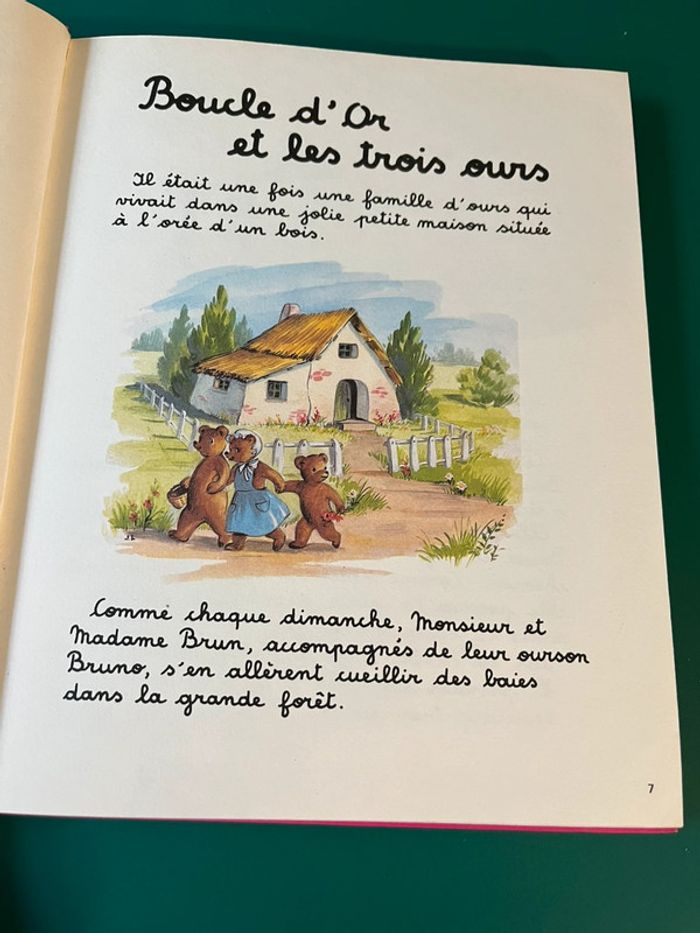 Boucle d'Or
et les trois ours
Il était une fois une famille d'ours qui
vivait dans une jolie petite maison située
à l'orée d'un bois.
Comme chaque dimanche, Monsieur et
Madame Brun, accompagnés de leur ourson
Bruno, s'en allèrent cueillir des baies
dans la grande forêt.
7